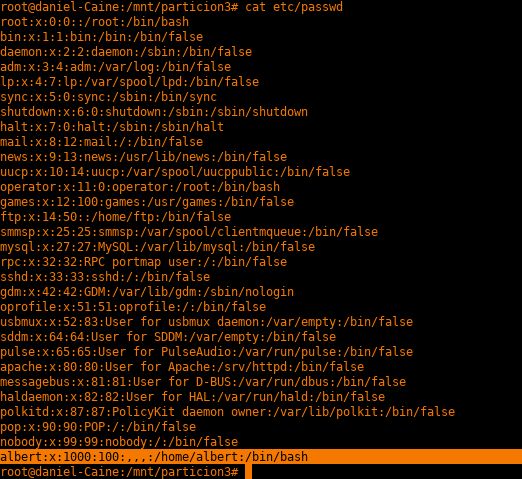 root@daniel-Caine:/mnt/particion3# cat etc/passwd
root:x:0:0::/root:/bin/bash
bin:x:1:1:bin:/bin:/bin/false
daemon:x:2:2:daemon:/sbin:/bin/false
adm:x:3:4:adm:/var/log:/bin/false
lp:x:4:7:lp:/var/spool/lpd:/bin/false
sync:x:5:0:sync:/sbin:/bin/sync
shutdown:x:6:0:shutdown:/sbin:/sbin/shutdown
halt:x:7:0:halt:/sbin:/sbin/halt
mail:x:8:12:mail:/:/bin/false
news:x:9:13:news:/usr/lib/news:/bin/false
uucp:x:10:14:uucp:/var/spool/uucppublic:/bin/false
operator:x:11:0:operator:/root:/bin/bash
games:x:12:100:games:/usr/games:/bin/false
ftp:x:14:50::/home/ftp:/bin/false
smmsp:x:25:25:smmsp:/var/spool/clientmqueue:/bin/false
mysql:x:27:27:MySQL:/var/lib/mysql:/bin/false
rpc:x:32:32:RPC portmap user:/:/bin/false
sshd:x:33:33:sshd:/:/bin/false
gdm:x:42:42:GDM:/var/lib/gdm:/sbin/nologin
oprofile:x:51:51:oprofile:/:/bin/false
usbmux:x:52:83:User for usbmux daemon:/var/empty:/bin/false
sddm:x:64:64:User for SDDM:/var/empty:/bin/false
pulse:x:65:65:User for PulseAudio:/var/run/pulse:/bin/false
apache:x:80:80:User for Apache:/srv/httpd:/bin/false
messagebus:x:81:81:User for D-BUS:/var/run/dbus:/bin/false
haldaemon:x:82:82:User for HAL:/var/run/hald:/bin/false
polkitd:x:87:87:PolicyKit daemon owner:/var/lib/polkit:/bin/false
pop:x:90:90:POP:/:/bin/false
nobody:x:99:99:nobody:/:/bin/false
albert:x:1000:100:,,,:/home/albert:/bin/bash
root@daniel-Caine:/mnt/particion3#